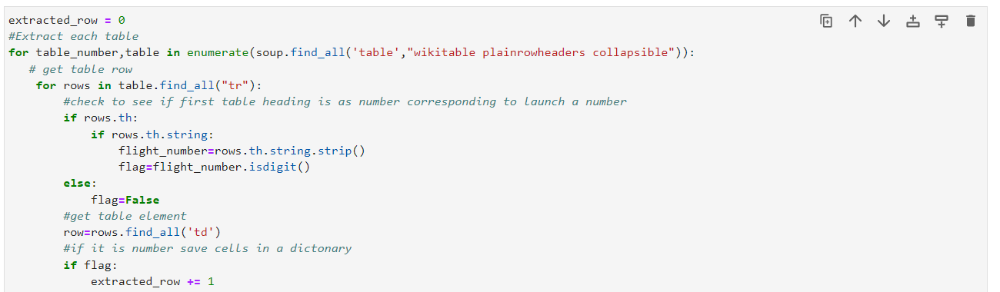 extracted_row = 0
#Extract each table
for table_number,table in enumerate(soup.find_all('table',"wikitable plainrowheaders collapsible")):
   # get table row
    for rows in table.find_all("tr"):
        #check to see if first table heading is as number corresponding to launch a number
        if rows.th:
            if rows.th.string:
                flight_number=rows.th.string.strip()
                flag=flight_number.isdigit()
        else:
            flag=False
        #get table element
        row=rows.find_all('td')
        #if it is number save cells in a dictonary
        if flag:
            extracted_row += 1